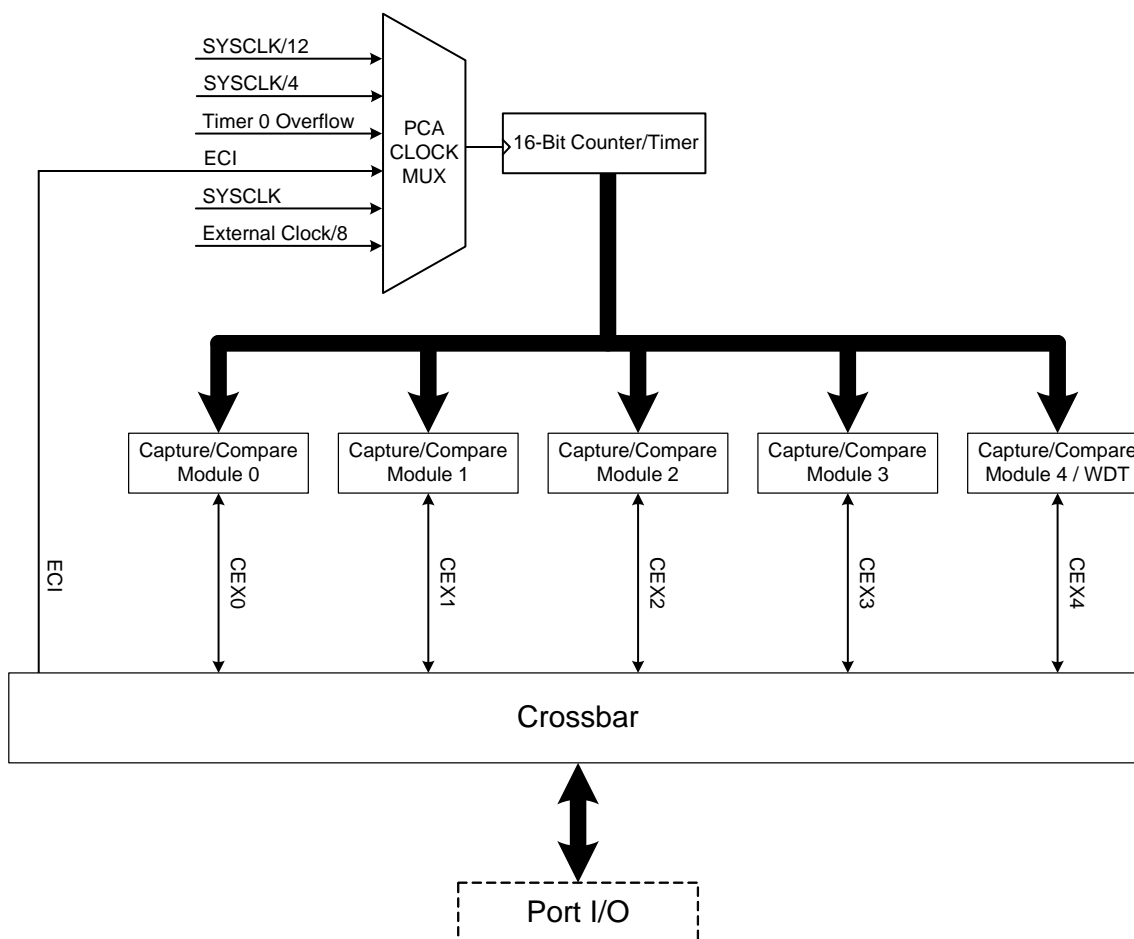 SYSCLK/12
SYSCLK/4
Timer 0 Overflow
ECI
SYSCLK
External Clock/8
PCA
CLOCK
MUX
16-Bit Counter/Timer
Capture/Compare
Module 0
Capture/Compare
Module 1
Capture/Compare
Module 2
Capture/Compare
Module 3
Capture/Compare
Module 4 / WDT
ECI
CEX0
CEX1
CEX2
CEX3
CEX4
Crossbar
Port I/O